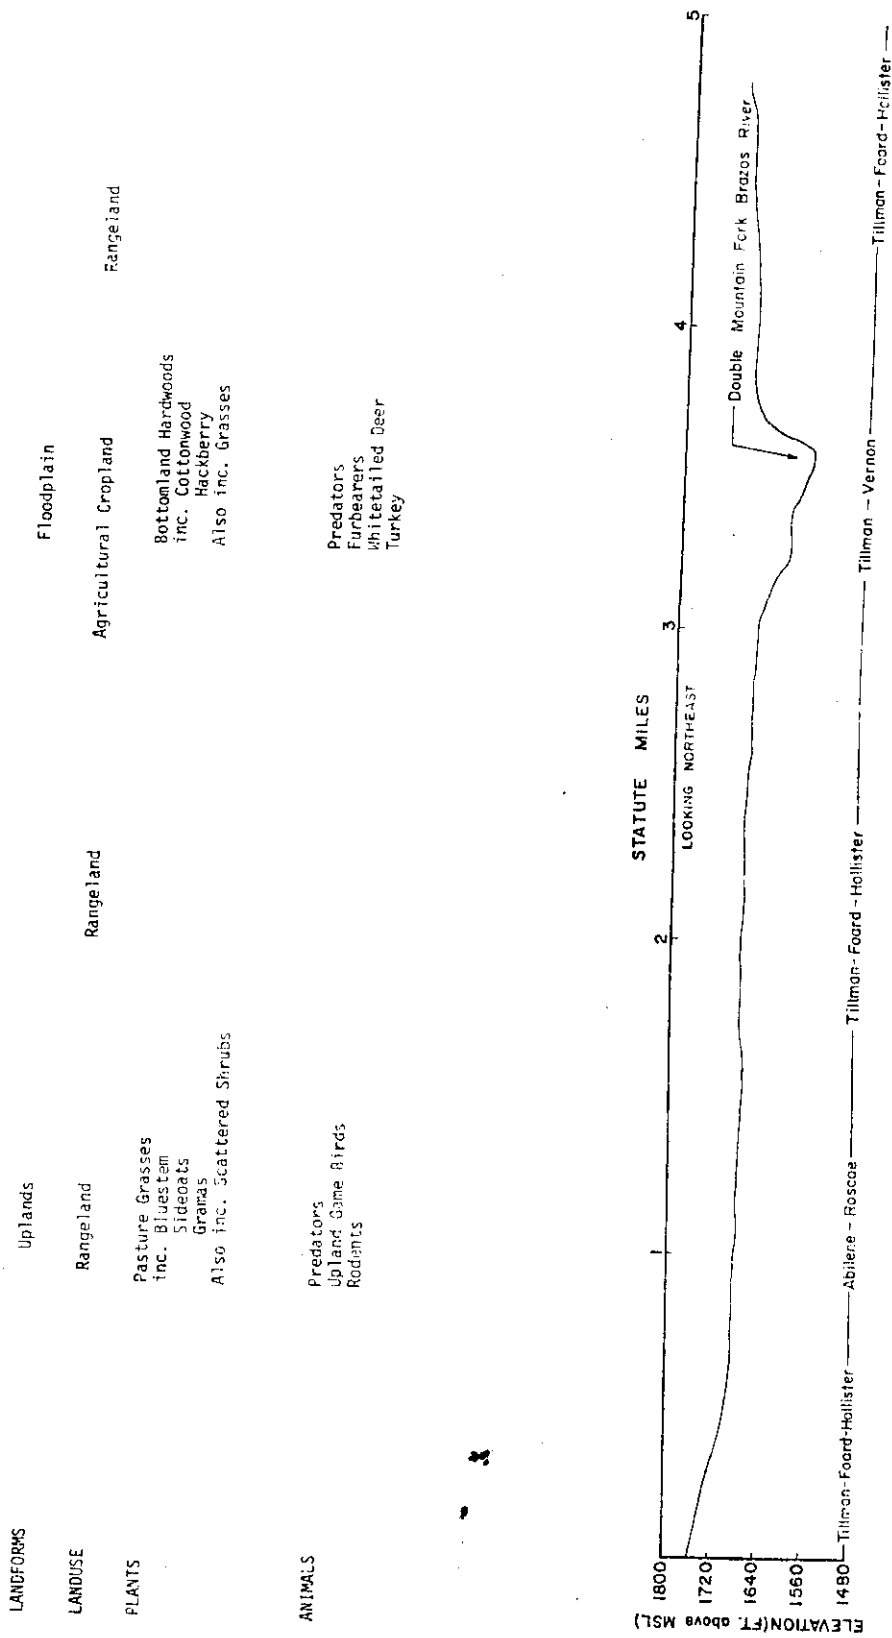 LANDFORMS
Uplands
Floodplain
LANDUSE
Rangeland
Rangeland
Agricultural Cropland
Rangeland
PLANTS
Pasture Grasses
inc. Bluestem
Sideoats
Gramas
Also inc. Scattered Shrubs
Bottomland Hardwoods
inc. Cottonwood
Hackberry
Also inc. Grasses
ANIMALS
Predators
Upland Game Birds
Rodents
Predators
Furbearers
Whitetailed Deer
Turkey
STATUTE MILES
1
2
3
4
5
LOOKING NORTHEAST
ELEVATION (FT. above MSL)
1800
1720
1640
1560
1480
Double Mountain Fork Brazos River
Tillman-Foard-Hollister
Abilene - Roscoe
Tillman - Foard - Hollister
Tillman - Vernon
Tillman - Foard - Hollister